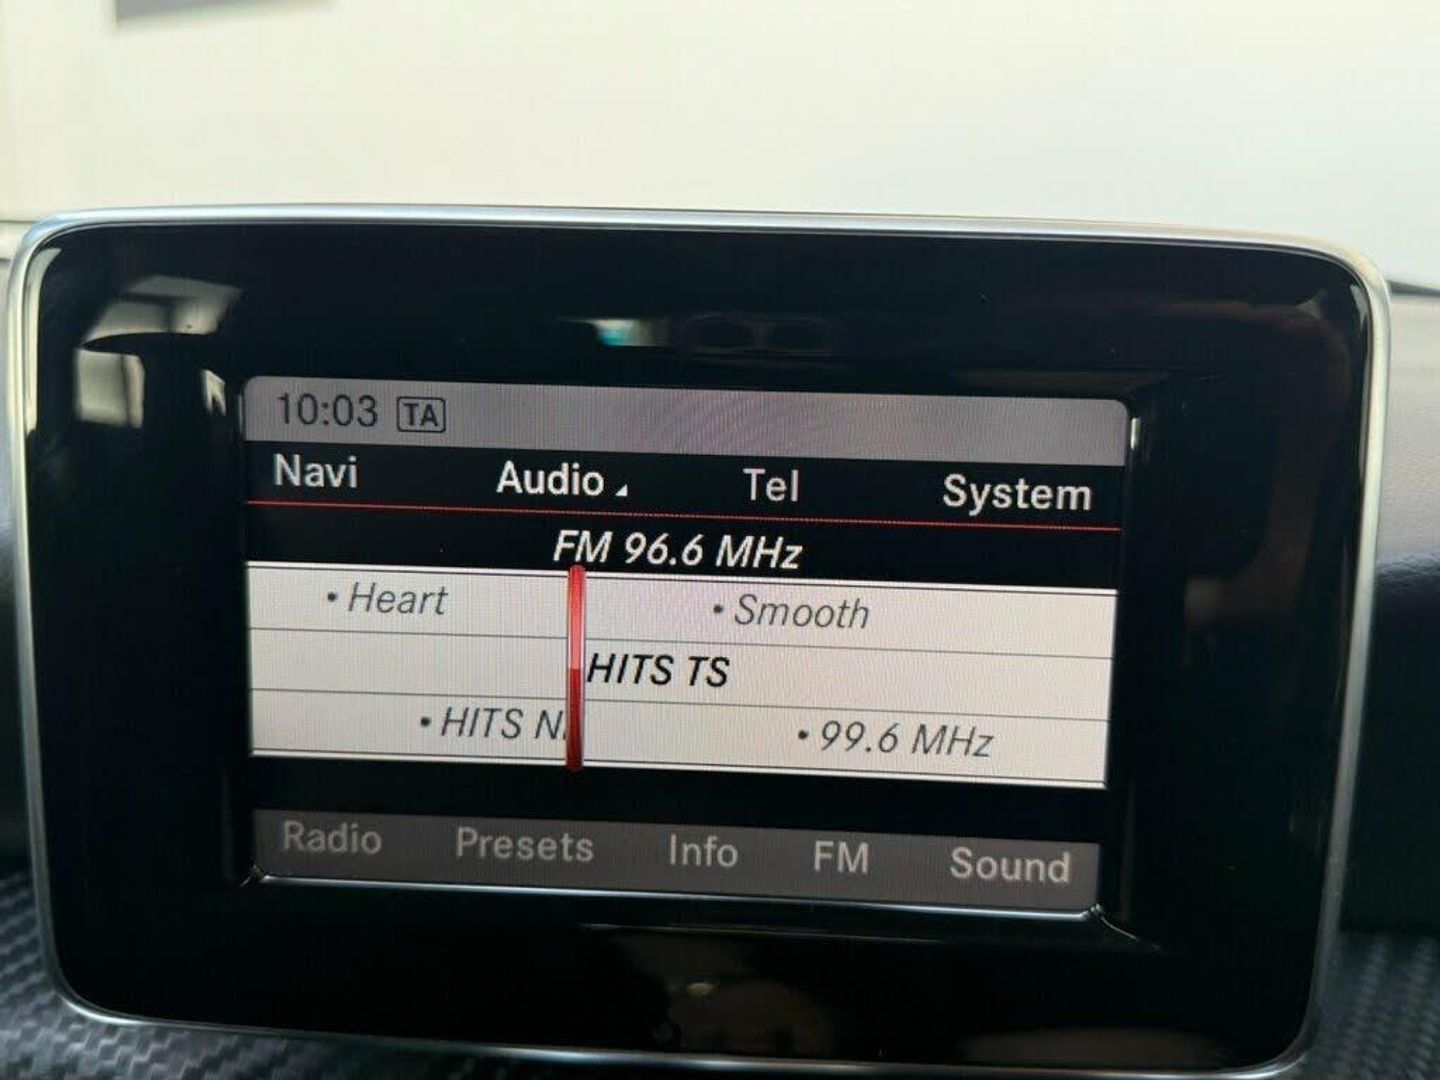 10:03 TA
Navi Audio Tel System
FM 96.6 MHz
• Heart • Smooth
HITS TS
• HITS • 99.6 MHz
Radio Presets Info FM Sound